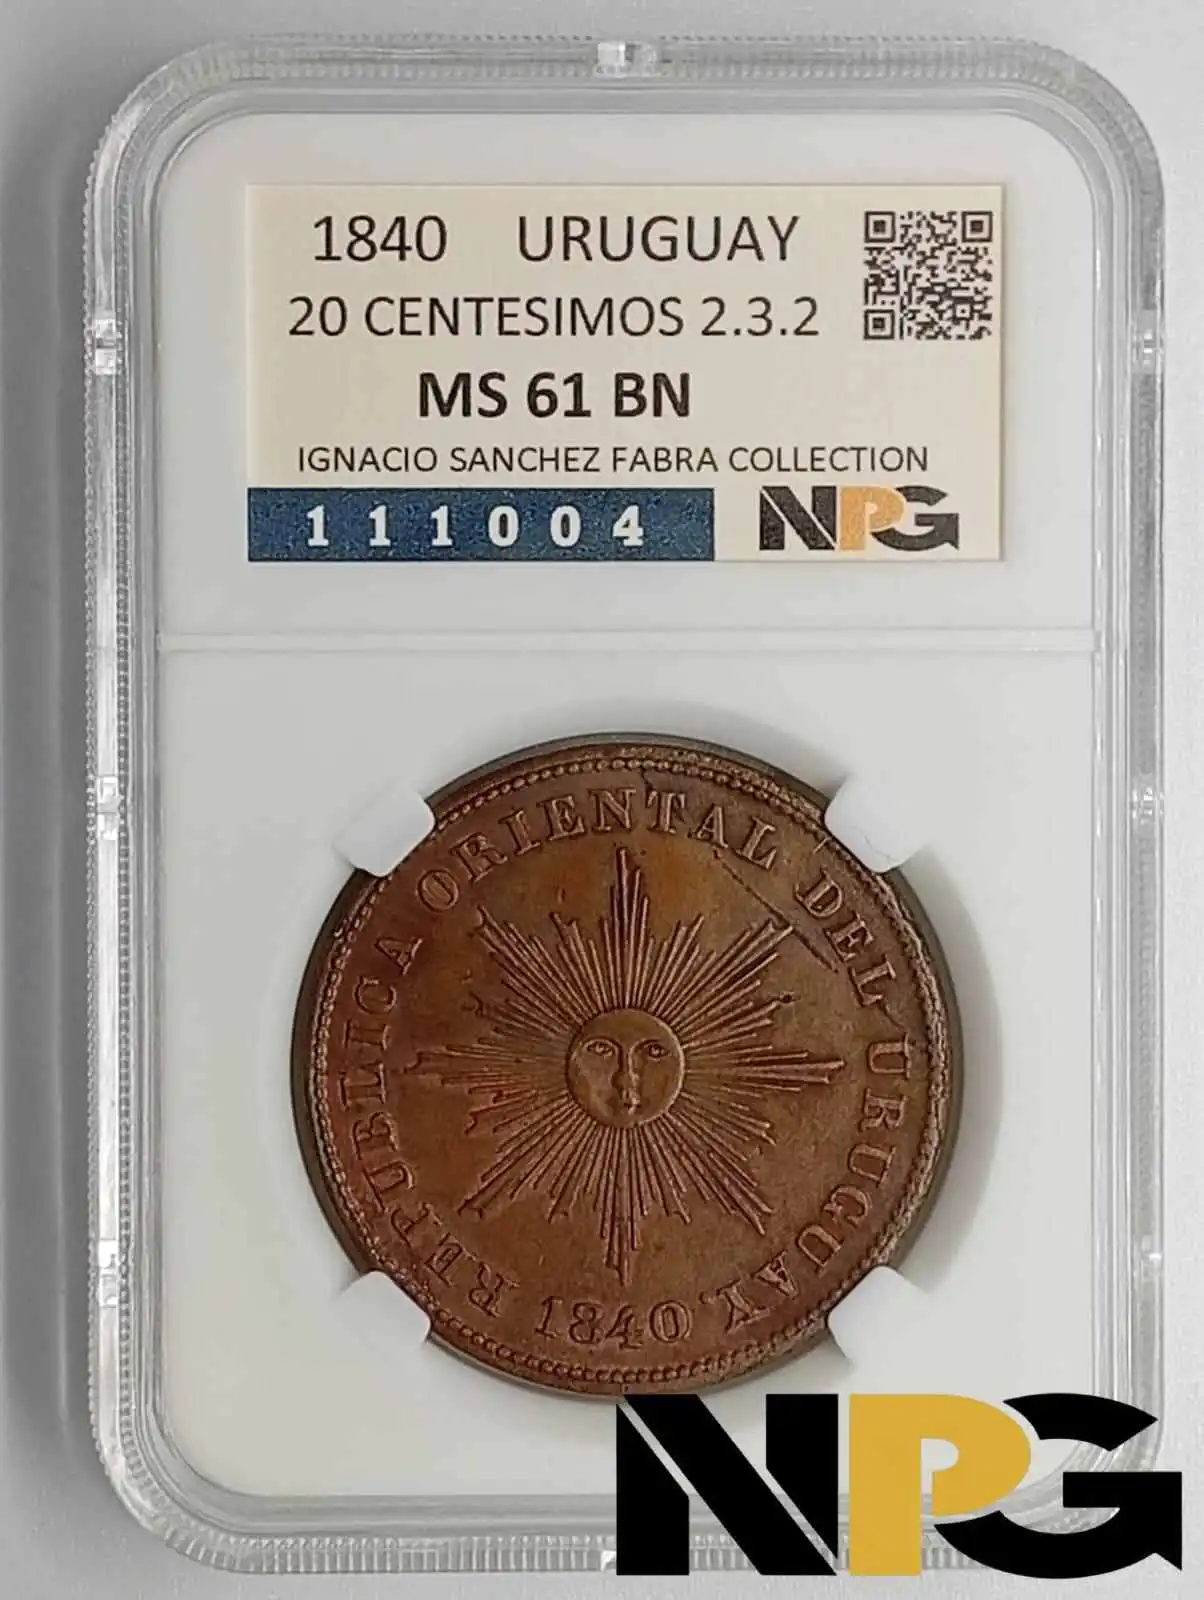 1840 URUGUAY
20 CENTESIMOS 2.3.2
MS 61 BN
IGNACIO SANCHEZ FABRA COLLECTION
111004 NPG
REPUBLICA ORIENTAL DEL URUGUAY.
1840
NPG